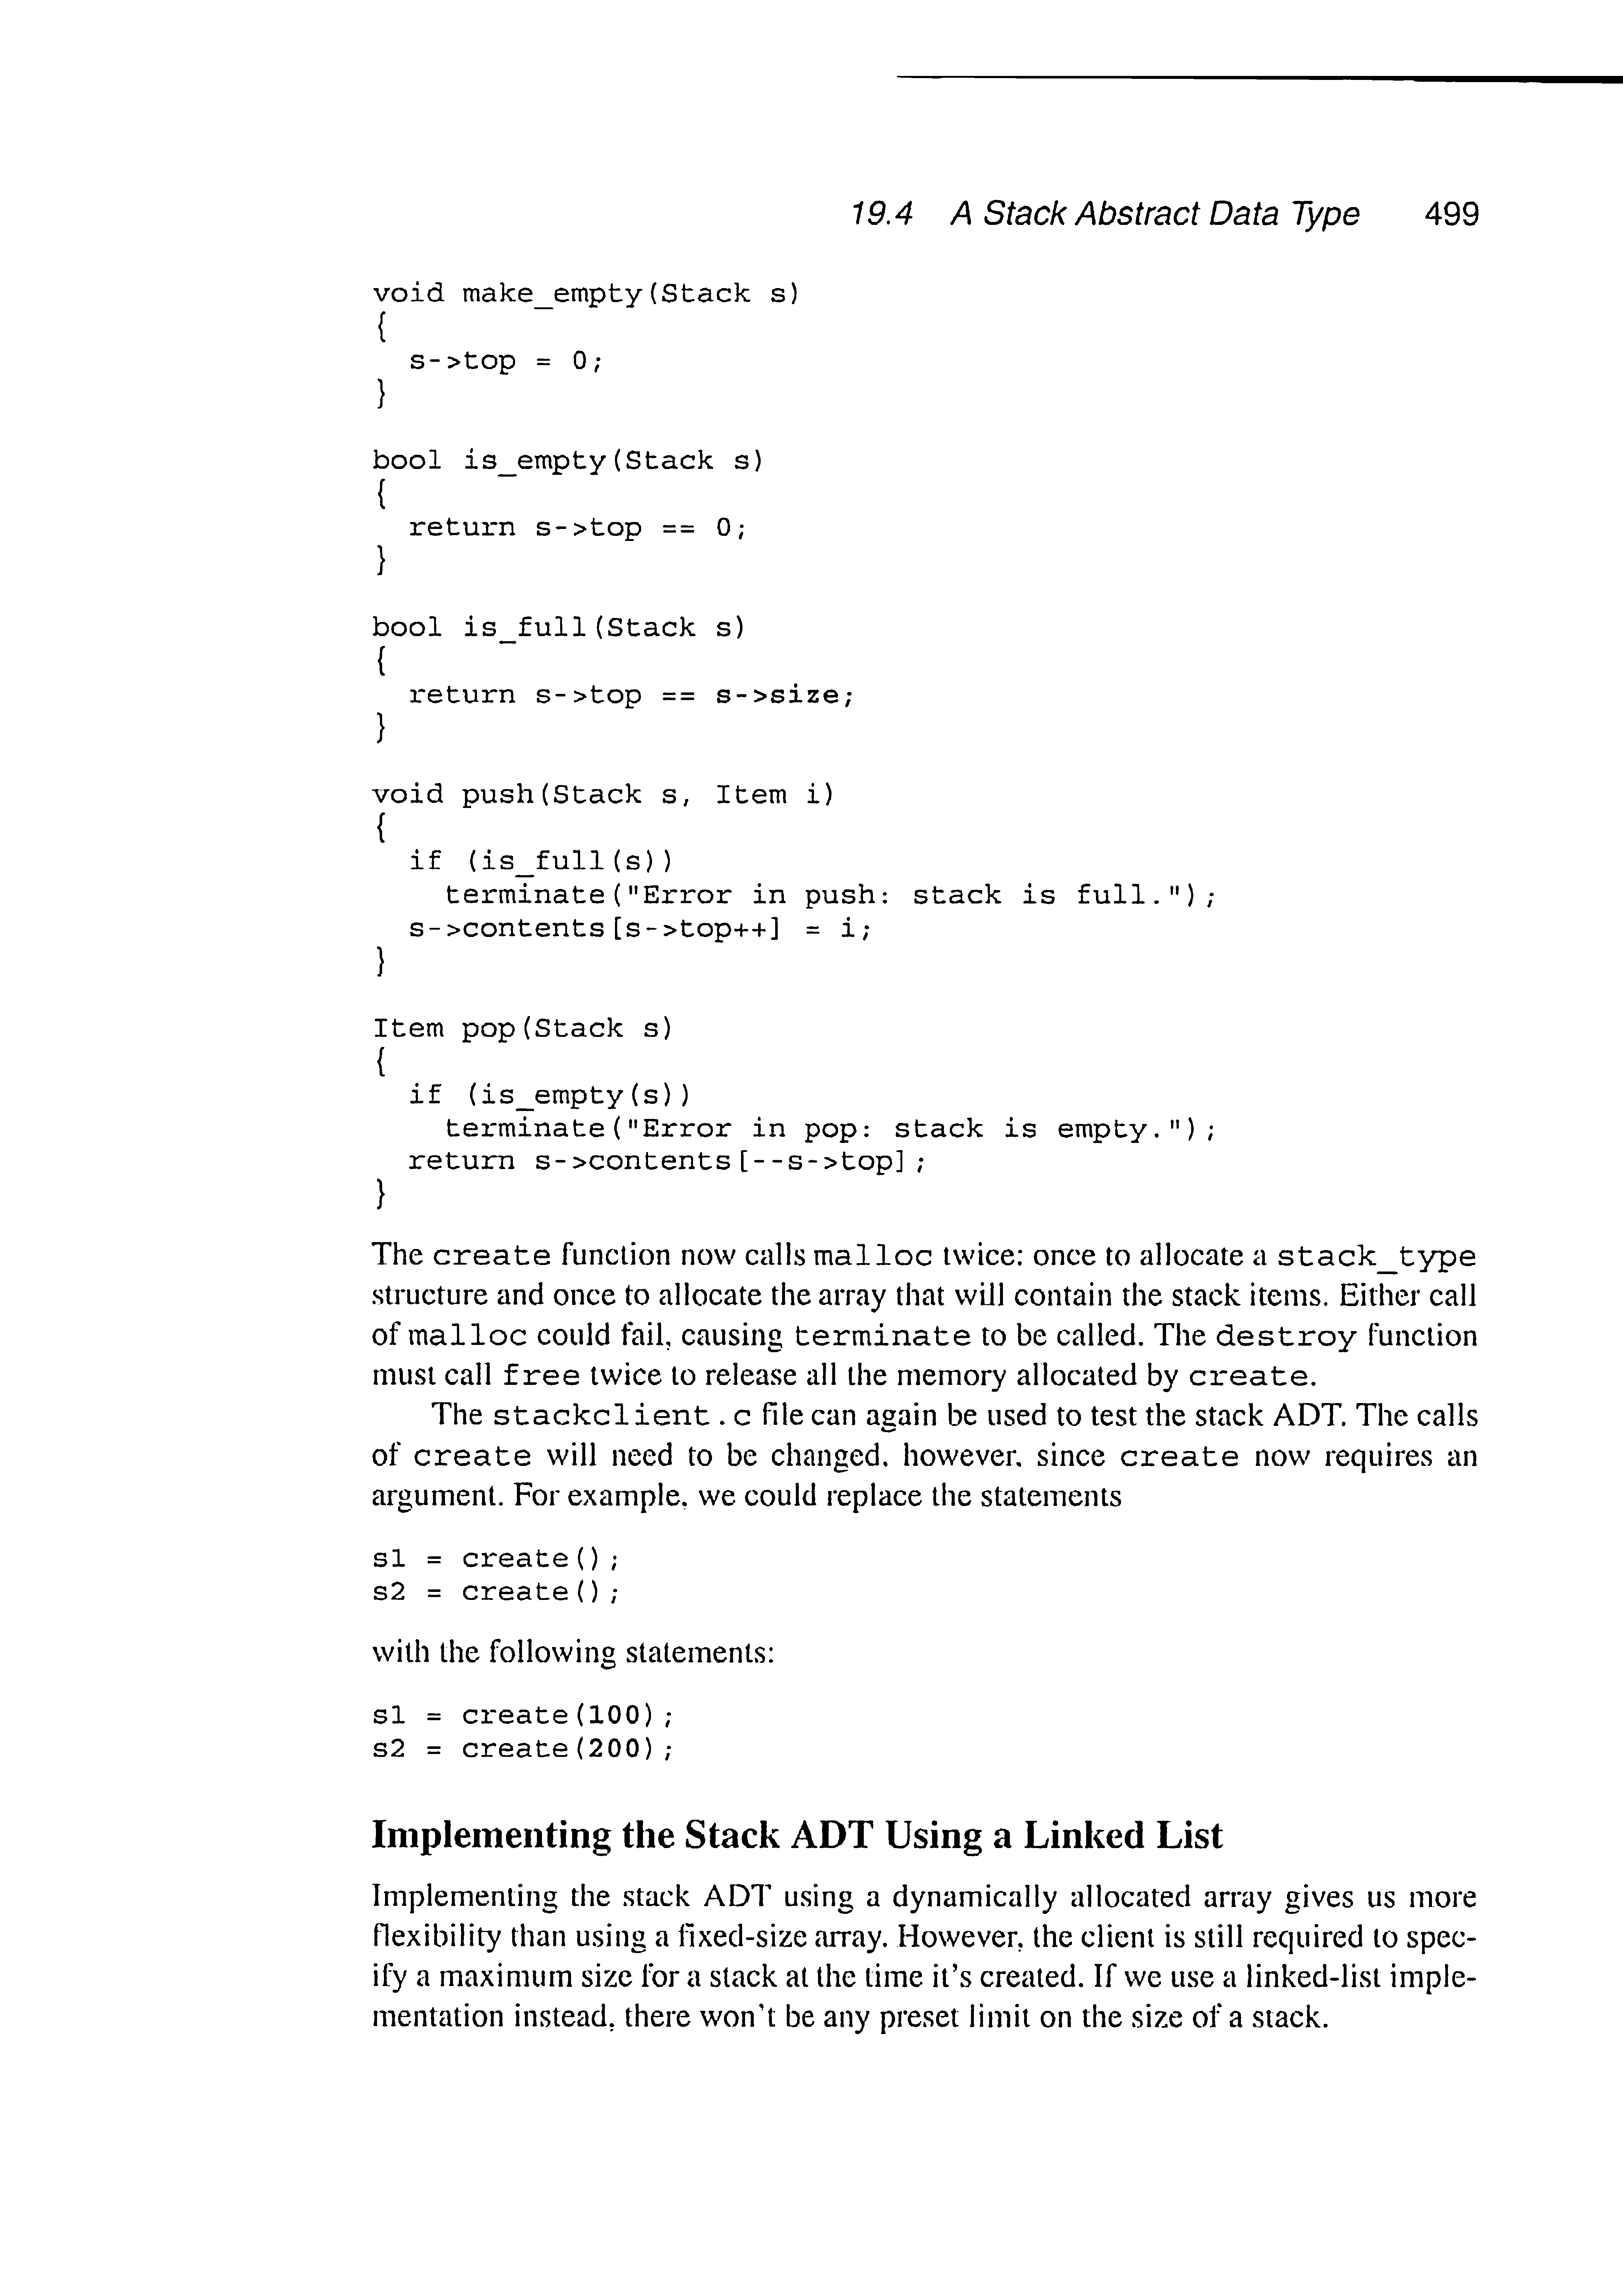 19.4 A Stack Abstract Data Type 499
void make_empty(Stack s)
{
  s->top = 0;
}
bool is_empty(Stack s)
{
  return s->top == 0;
}
bool is_full(Stack s)
{
  return s->top == s->size;
}
void push(Stack s, Item i)
{
  if (is_full(s))
    terminate("Error in push: stack is full.");
  s->contents[s->top++] = i;
}
Item pop(Stack s)
{
  if (is_empty(s))
    terminate("Error in pop: stack is empty.");
  return s->contents[--s->top];
}
The create function now calls malloc twice: once to allocate a stack_type
structure and once to allocate the array that will contain the stack items. Either call
of malloc could fail, causing terminate to be called. The destroy function
must call free twice to release all the memory allocated by create.
The stackclient.c file can again be used to test the stack ADT. The calls
of create will need to be changed, however, since create now requires an
argument. For example, we could replace the statements
s1 = create();
s2 = create();
with the following statements:
s1 = create(100);
s2 = create(200);
Implementing the Stack ADT Using a Linked List
Implementing the stack ADT using a dynamically allocated array gives us more
flexibility than using a fixed-size array. However, the client is still required to spec-
ify a maximum size for a stack at the time it's created. If we use a linked-list imple-
mentation instead, there won't be any preset limit on the size of a stack.